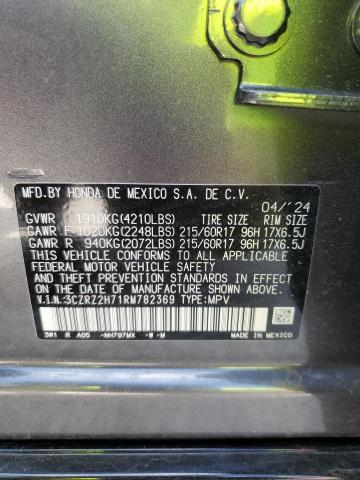 MFD.BY HONDA DE MEXICO S.A. DE C.V.
04/'24
GVWR 1910KG(4210LBS) TIRE SIZE RIM SIZE
GAWR F 1020KG(2248LBS) 215/60R17 96H 17X6.5J
GAWR R 940KG(2072LBS) 215/60R17 96H 17X6.5J
THIS VEHICLE CONFORMS TO ALL APPLICABLE
FEDERAL MOTOR VEHICLE SAFETY AND
THEFT PREVENTION STANDARDS IN EFFECT ON
THE DATE OF MANUFACTURE SHOWN ABOVE.
V.I.N.:3CZRZ2H71RM782369 TYPE:MPV
3W1 R A05 -NH797MX -B -M
MADE IN MEXICO